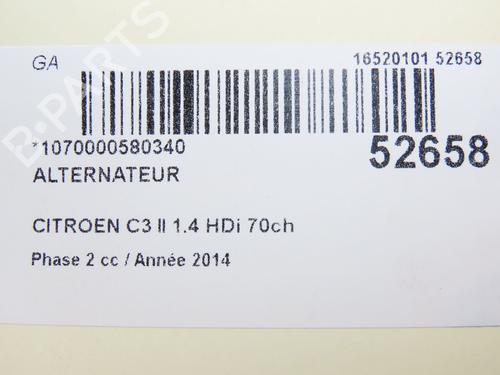 GA
16520101 52658
*1070000580340
52658
ALTERNATEUR
CITROEN C3 II 1.4 HDi 70ch
Phase 2 cc / Année 2014
B-PARTS